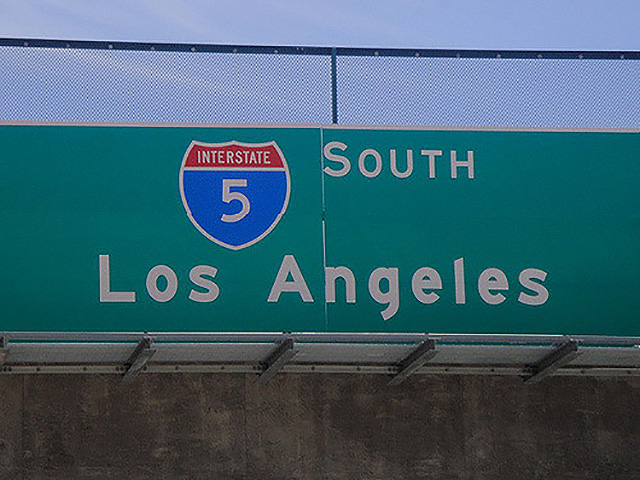 INTERSTATE
5
SOUTH
Los Angeles